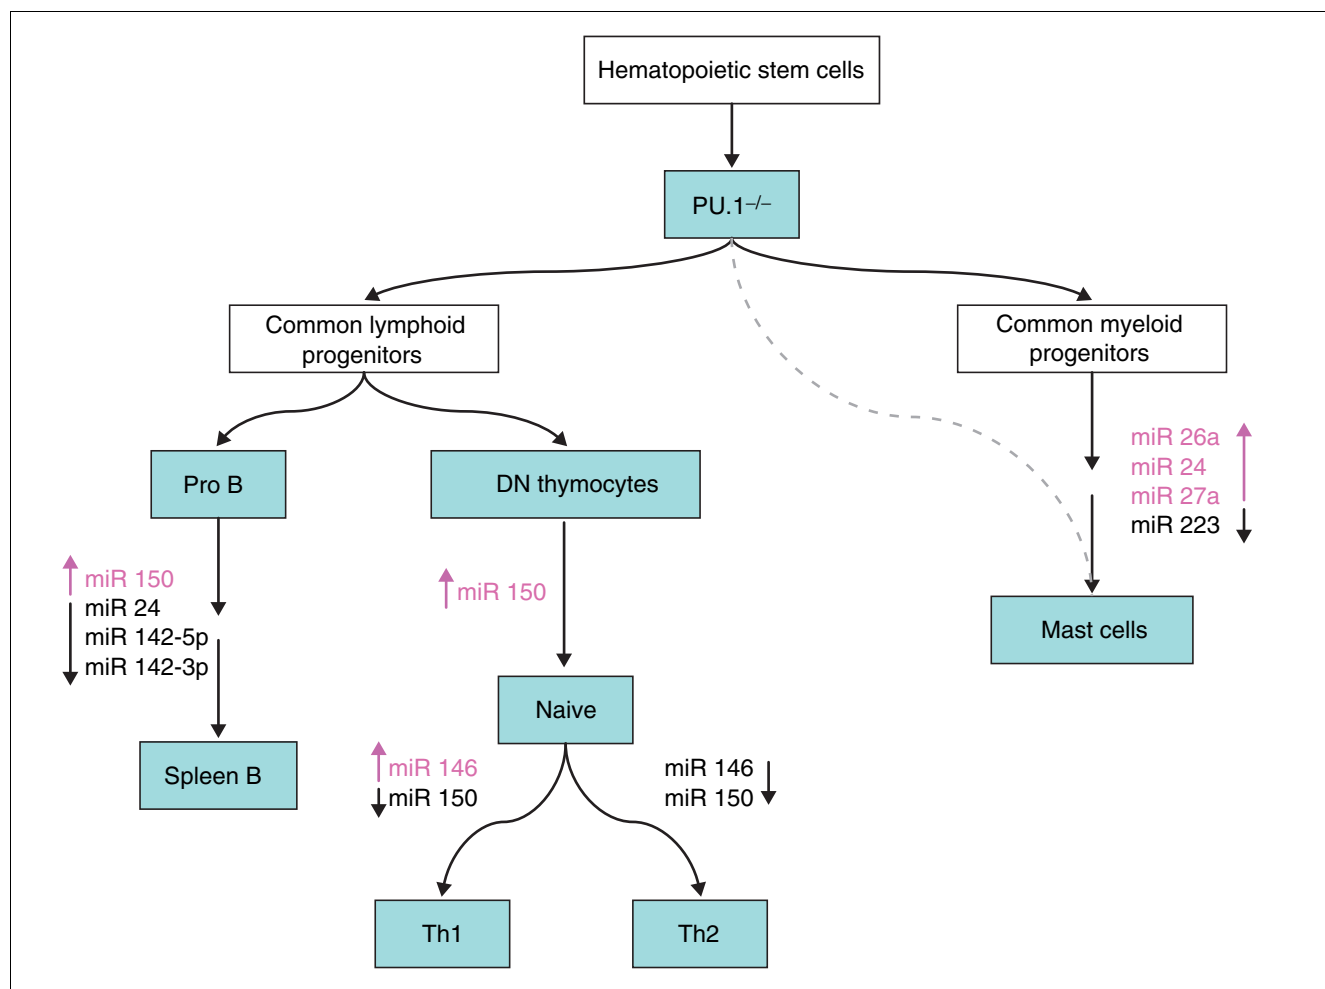 Hematopoietic stem cells
PU.1–/–
Common lymphoid
progenitors
Common myeloid
progenitors
miR 26a
miR 24
miR 27a
miR 223
Pro B
DN thymocytes
miR 150
miR 24
miR 142-5p
miR 142-3p
miR 150
Mast cells
Naive
Spleen B
miR 146
miR 150
miR 146
miR 150
Th1
Th2